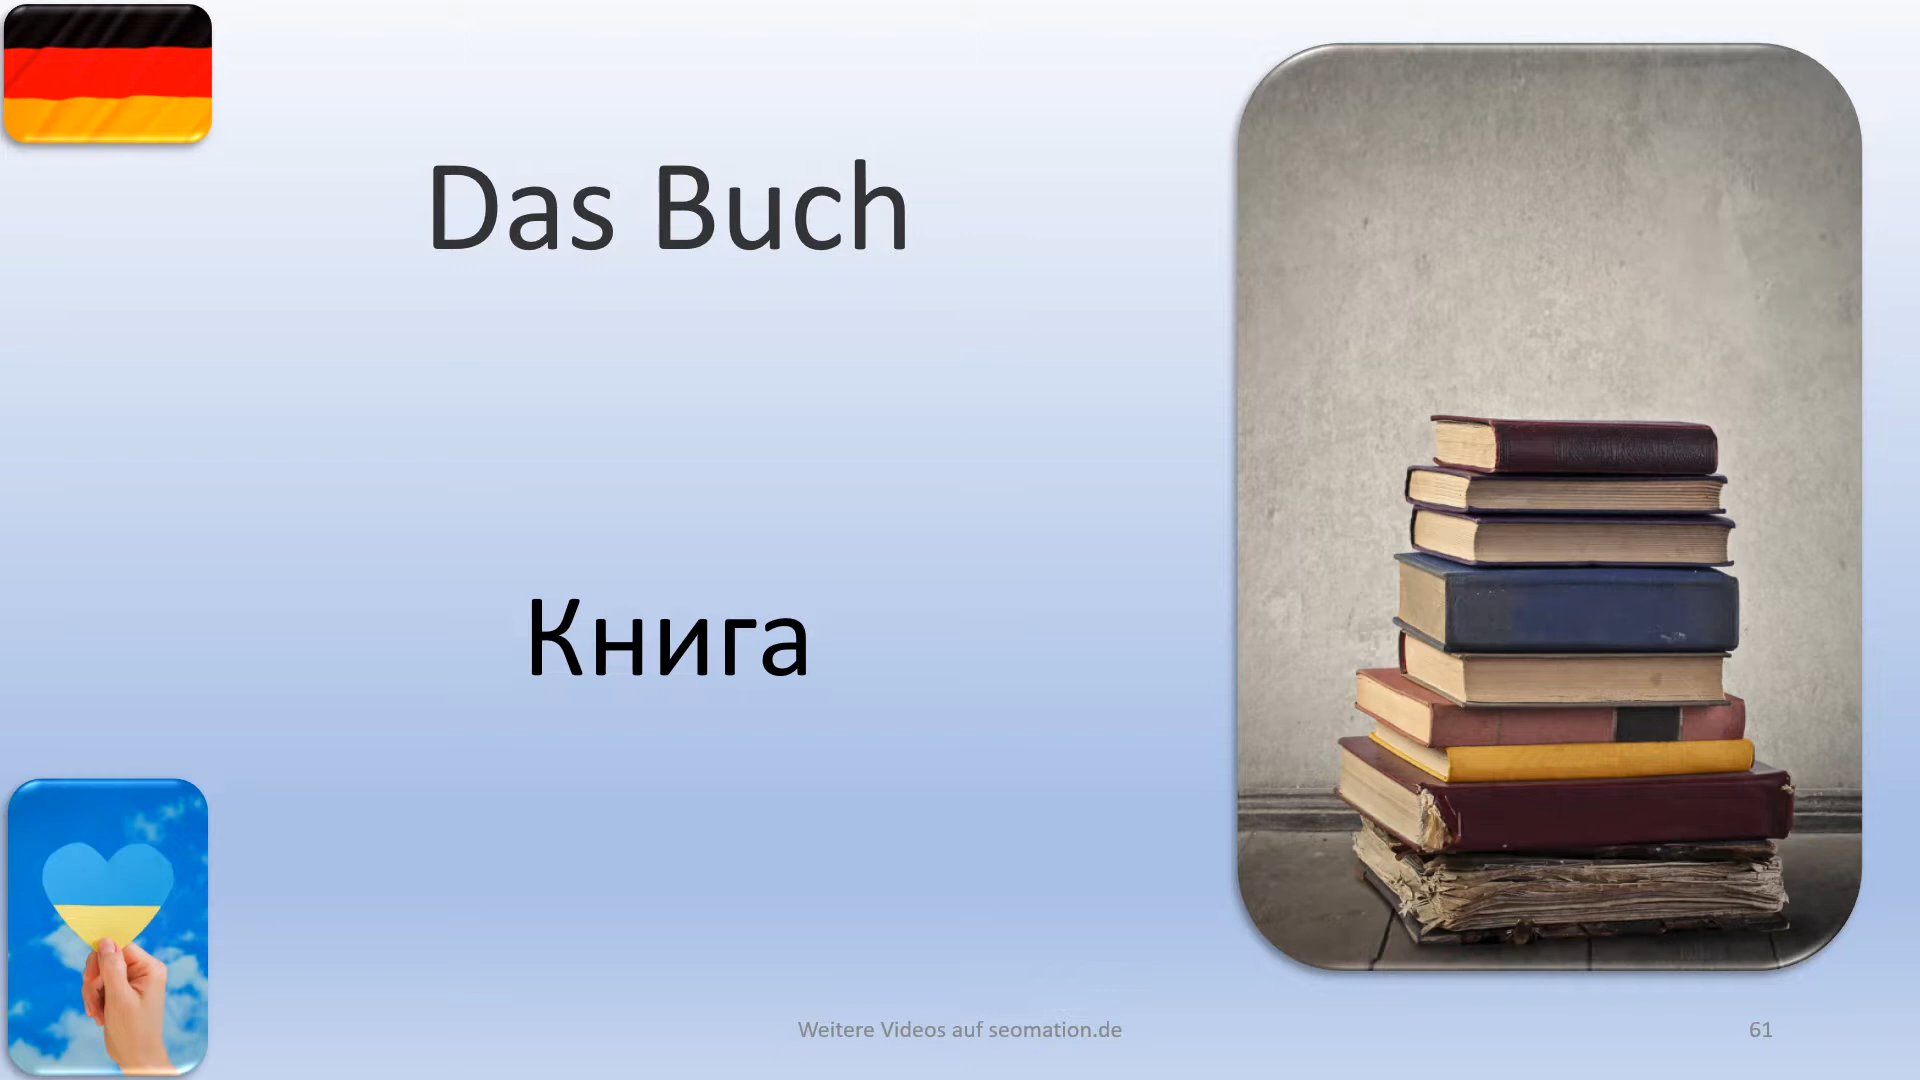 Das Buch
Книга
Weitere Videos auf seomation.de
61